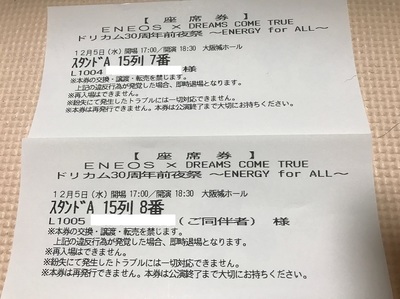 【 座 席 券 】
ＥＮＥＯＳ × ＤＲＥＡＭＳ ＣＯＭＥ ＴＲＵＥ
ドリカム30周年前夜祭 ～ENERGY for ALL～
１２月５日（水）開場 17:00／開演 18:30 大阪城ホール
ｽﾀﾝﾄﾞA 15列 7番
L1004 様
※本券の交換・譲渡・転売を禁じます。
上記の違反行為が発覚した場合、即時退場となります。
※再入場はできません。
※紛失にて発生したトラブルには一切対応できません。
※本券は再発行できません。本券は公演終了まで大切にお持ちください。
【 座 席 券 】
ＥＮＥＯＳ × ＤＲＥＡＭＳ ＣＯＭＥ ＴＲＵＥ
ドリカム30周年前夜祭 ～ENERGY for ALL～
１２月５日（水）開場 17:00／開演 18:30 大阪城ホール
ｽﾀﾝﾄﾞA 15列 8番
L1005 （ご同伴者） 様
※本券の交換・譲渡・転売を禁じます。
上記の違反行為が発覚した場合、即時退場となります。
※再入場はできません。
※紛失にて発生したトラブルには一切対応できません。
※本券は再発行できません。本券は公演終了まで大切にお持ちください。